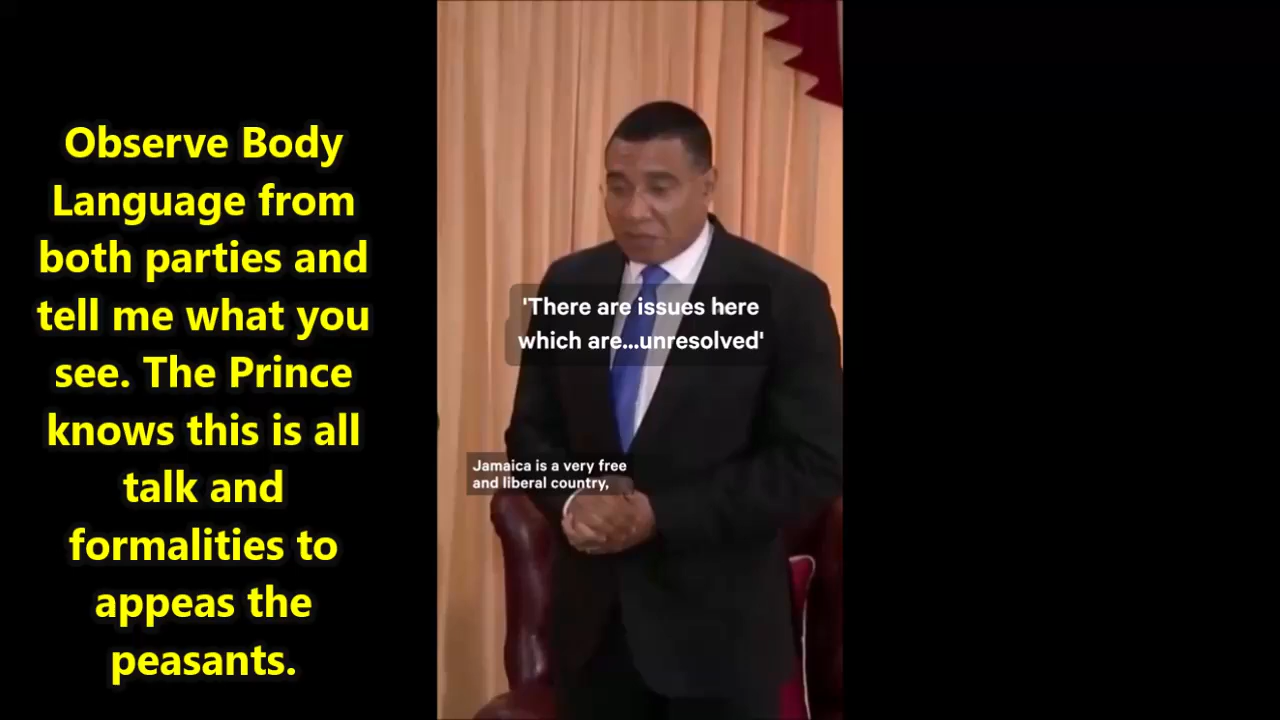 Observe Body
Language from
both parties and
tell me what you
see. The Prince
knows this is all
talk and
formalities to
appeas the
peasants.
'There are issues here
which are...unresolved'
Jamaica is a very free
and liberal country,